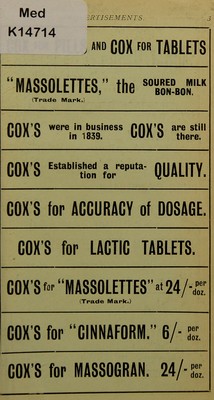 Med
K14714
ERTISEMENTS.
AND COX FOR TABLETS
"MASSOLETTES," the SOURED MILK BON-BON.
(Trade Mark.)
COX'S were in business in 1839. COX'S are still there.
COX'S Established a reputa- tion for QUALITY.
COX'S for ACCURACY of DOSAGE.
COX'S for LACTIC TABLETS.
COX'S for "MASSOLETTES" at 24/- per doz.
(Trade Mark.)
COX'S for "CINNAFORM." 6/- per doz.
COX'S for MASSOGRAN. 24/- per doz.